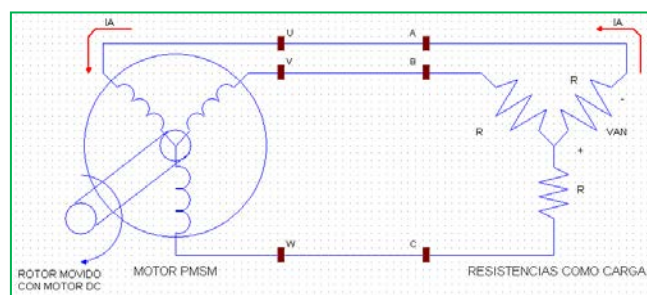 IA
IA
U
A
V
B
R
R
-
VAN
+
R
W
C
ROTOR MOVIDO
CON MOTOR DC
MOTOR PMSM
RESISTENCIAS COMO CARGA